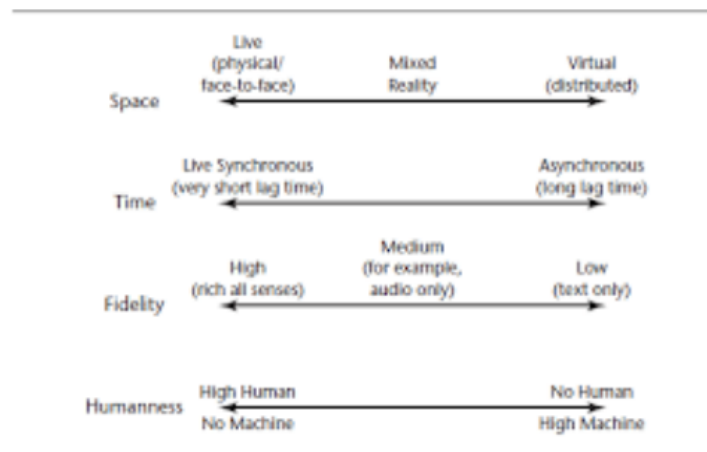 Live
(physical/
face-to-face)
Mixed
Reality
Virtual
(distributed)
Space
Live Synchronous
(very short lag time)
Asynchronous
(long lag time)
Time
High
(rich all senses)
Medium
(for example,
audio only)
Low
(text only)
Fidelity
High Human
No Human
Humanness
No Machine
High Machine